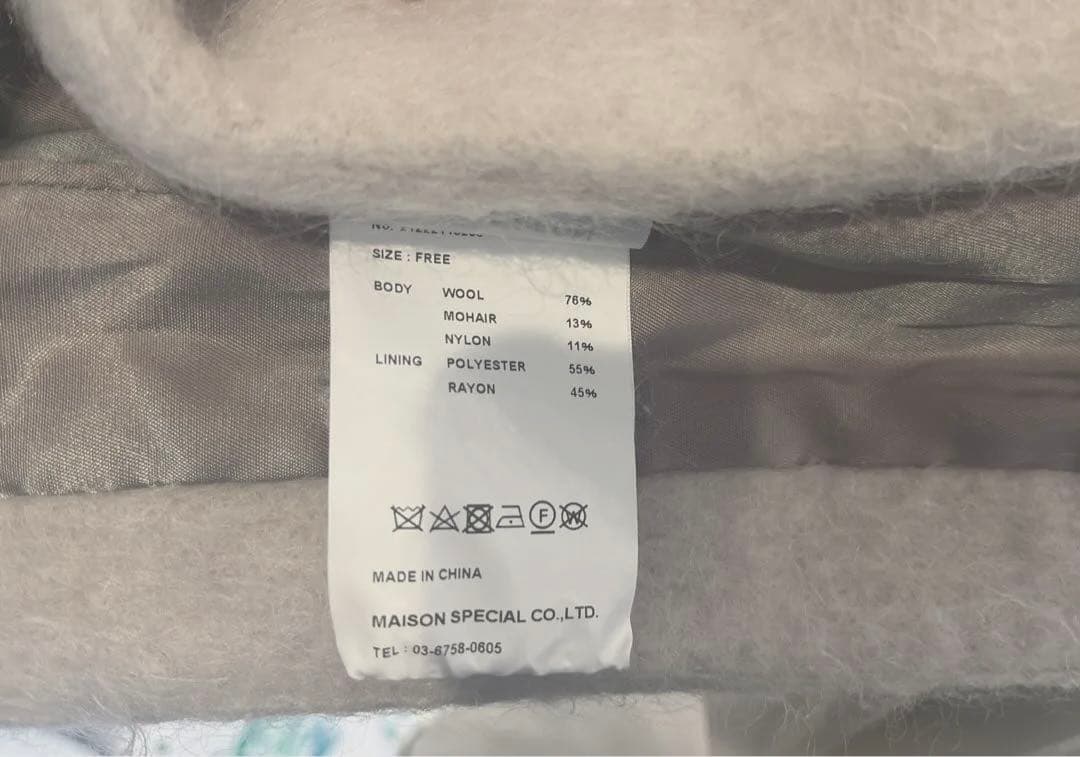 SIZE : FREE
BODY WOOL 76%
MOHAIR 13%
NYLON 11%
LINING POLYESTER 55%
RAYON 45%
F W
MADE IN CHINA
MAISON SPECIAL CO.,LTD.
TEL : 03-6758-0605